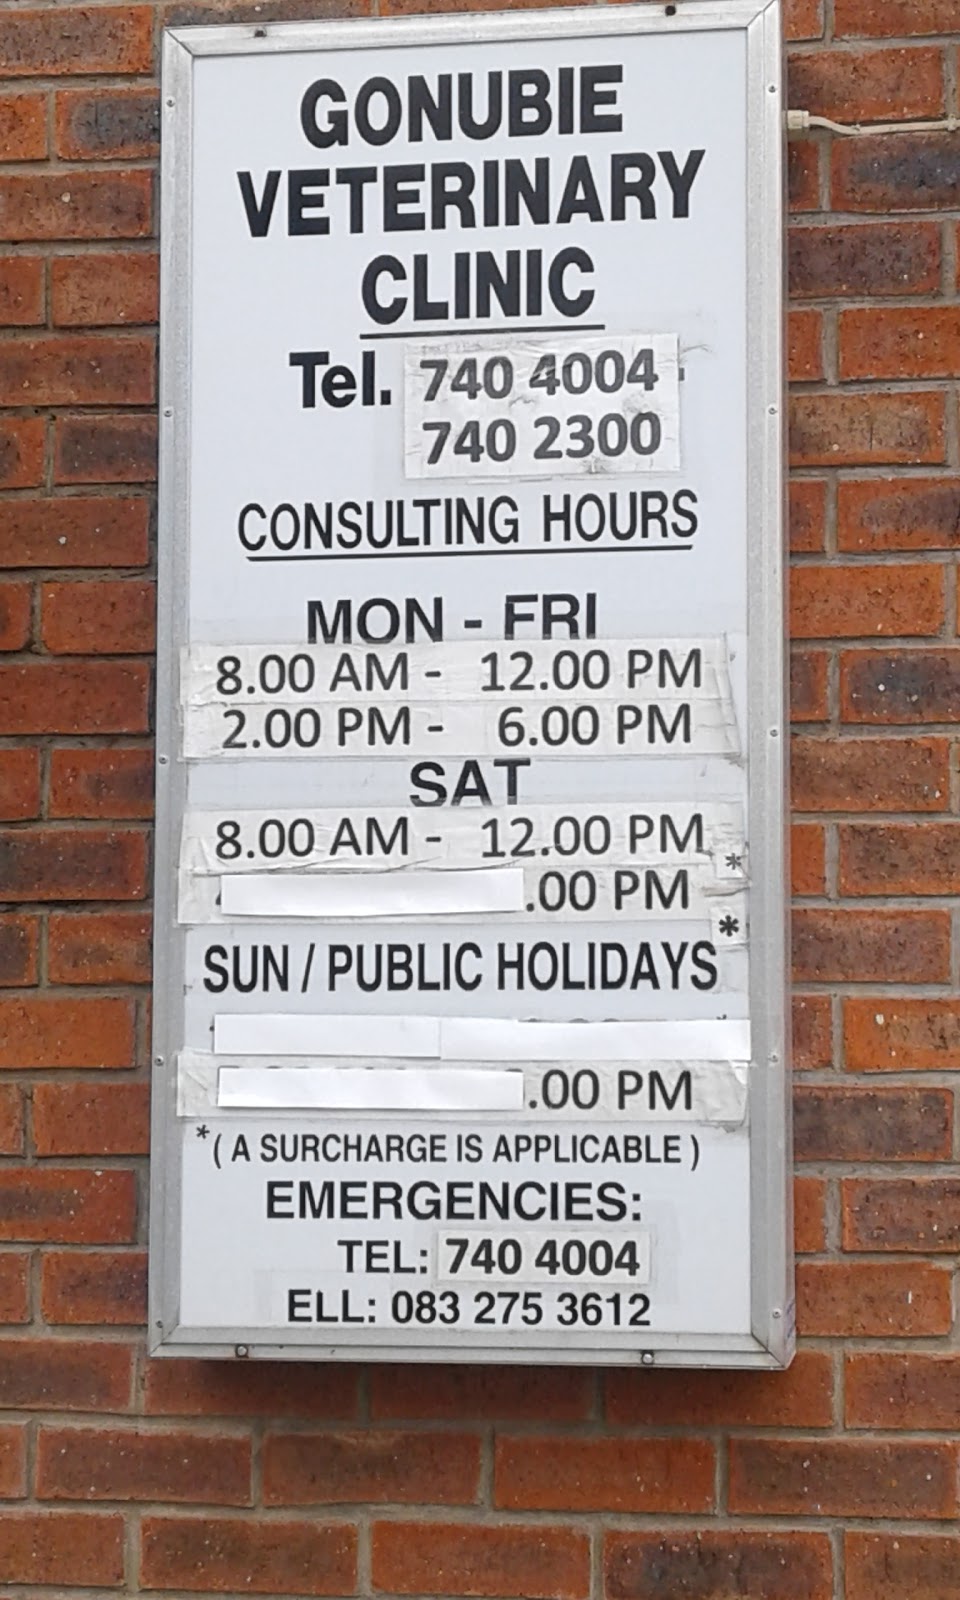 GONUBIE
VETERINARY
CLINIC
Tel. 740 4004
740 2300
CONSULTING HOURS
MON - FRI
8.00 AM - 12.00 PM
2.00 PM - 6.00 PM
SAT
8.00 AM - 12.00 PM
.00 PM *
SUN / PUBLIC HOLIDAYS *
.00 PM
*( A SURCHARGE IS APPLICABLE )
EMERGENCIES:
TEL: 740 4004
ELL: 083 275 3612